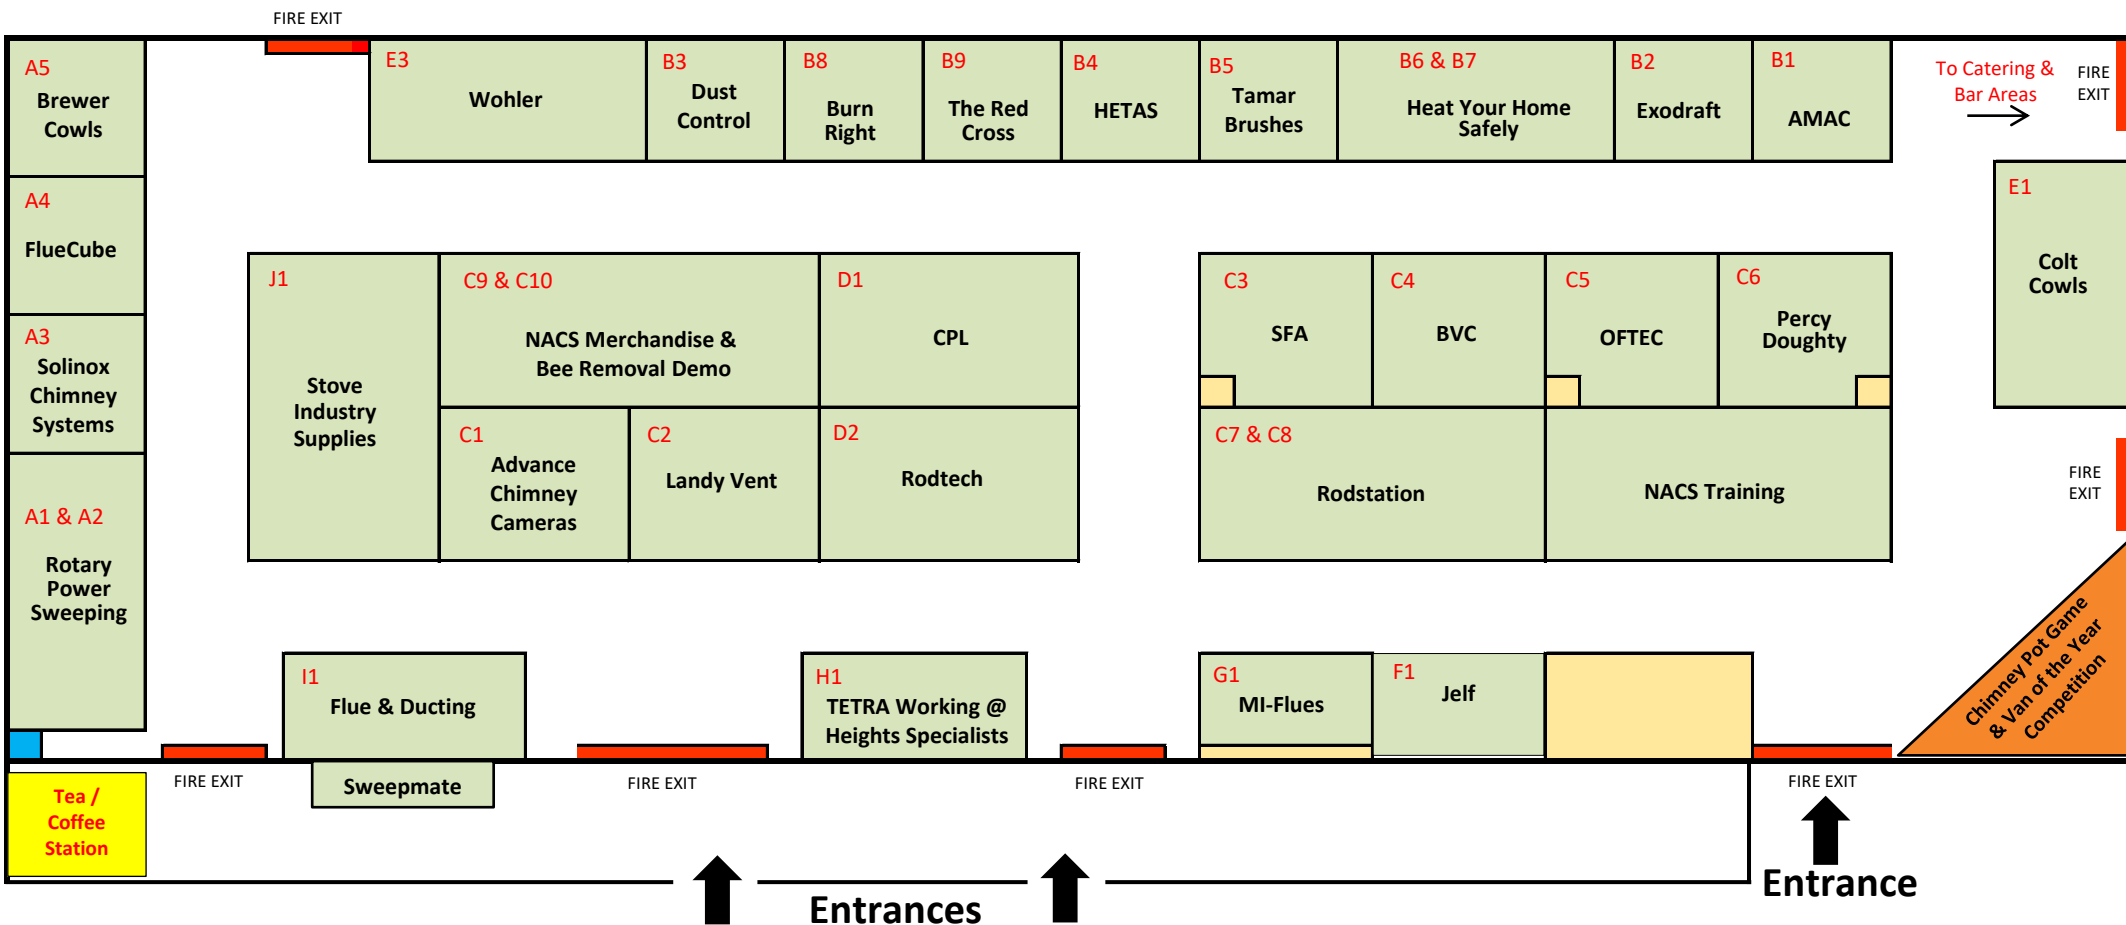 FIRE EXIT
A5
Brewer
Cowls
E3
Wohler
B3
Dust
Control
B8
Burn
Right
B9
The Red
Cross
B4
HETAS
B5
Tamar
Brushes
B6 & B7
Heat Your Home
Safely
B2
Exodraft
B1
AMAC
To Catering &
Bar Areas
FIRE
EXIT
A4
FlueCube
E1
Colt
Cowls
A3
Solinox
Chimney
Systems
J1
Stove
Industry
Supplies
C9 & C10
NACS Merchandise &
Bee Removal Demo
D1
CPL
C3
SFA
C4
BVC
C5
OFTEC
C6
Percy
Doughty
C1
Advance
Chimney
Cameras
C2
Landy Vent
D2
Rodtech
C7 & C8
Rodstation
NACS Training
FIRE
EXIT
A1 & A2
Rotary
Power
Sweeping
I1
Flue & Ducting
H1
TETRA Working @
Heights Specialists
G1
MI-Flues
F1
Jelf
Chimney Pot Game
& Van of the Year
Competition
FIRE EXIT
Sweepmate
FIRE EXIT
FIRE EXIT
FIRE EXIT
Tea /
Coffee
Station
Entrances
Entrance